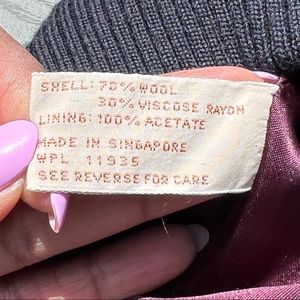 SHELL: 70% WOOL
30% VISCOSE RAYON
LINING: 100% ACETATE
MADE IN SINGAPORE
WPL 11935
SEE REVERSE FOR CARE